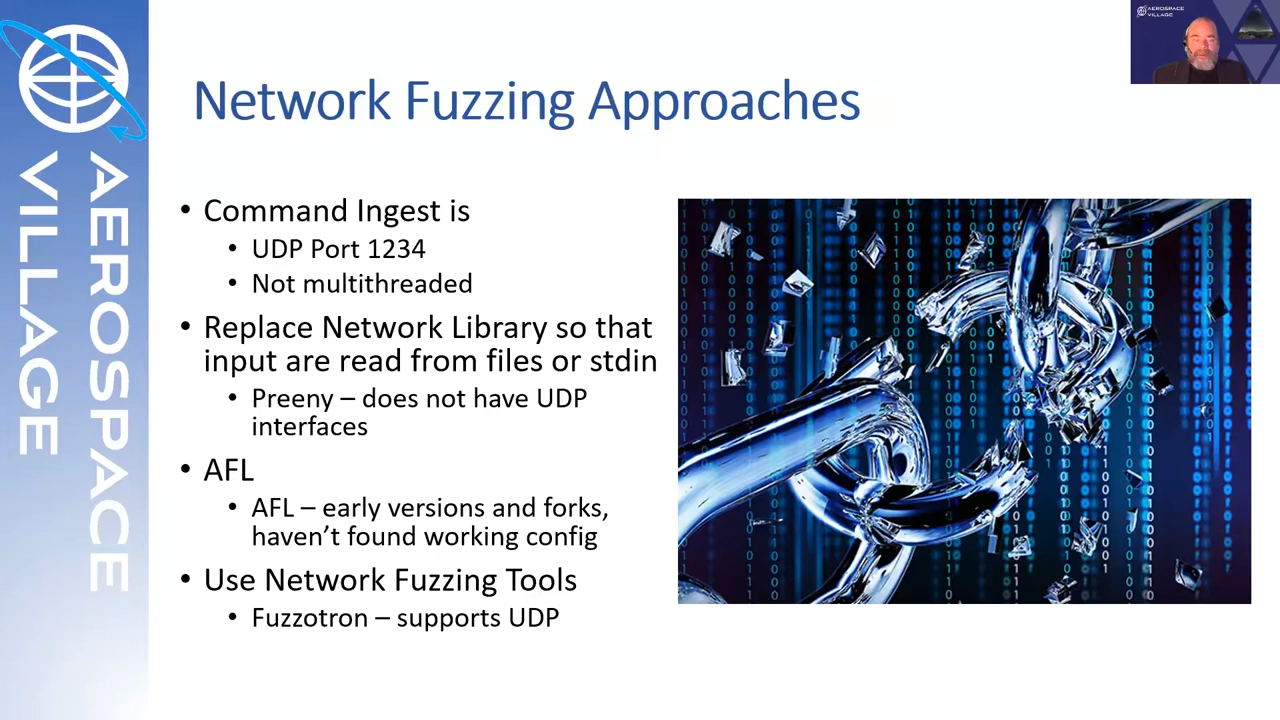 AEROSPACE
VILLAGE
AEROSPACE
VILLAGE
Network Fuzzing Approaches
• Command Ingest is
• UDP Port 1234
• Not multithreaded
• Replace Network Library so that
input are read from files or stdin
• Preeny – does not have UDP
interfaces
• AFL
• AFL – early versions and forks,
haven’t found working config
• Use Network Fuzzing Tools
• Fuzzotron – supports UDP